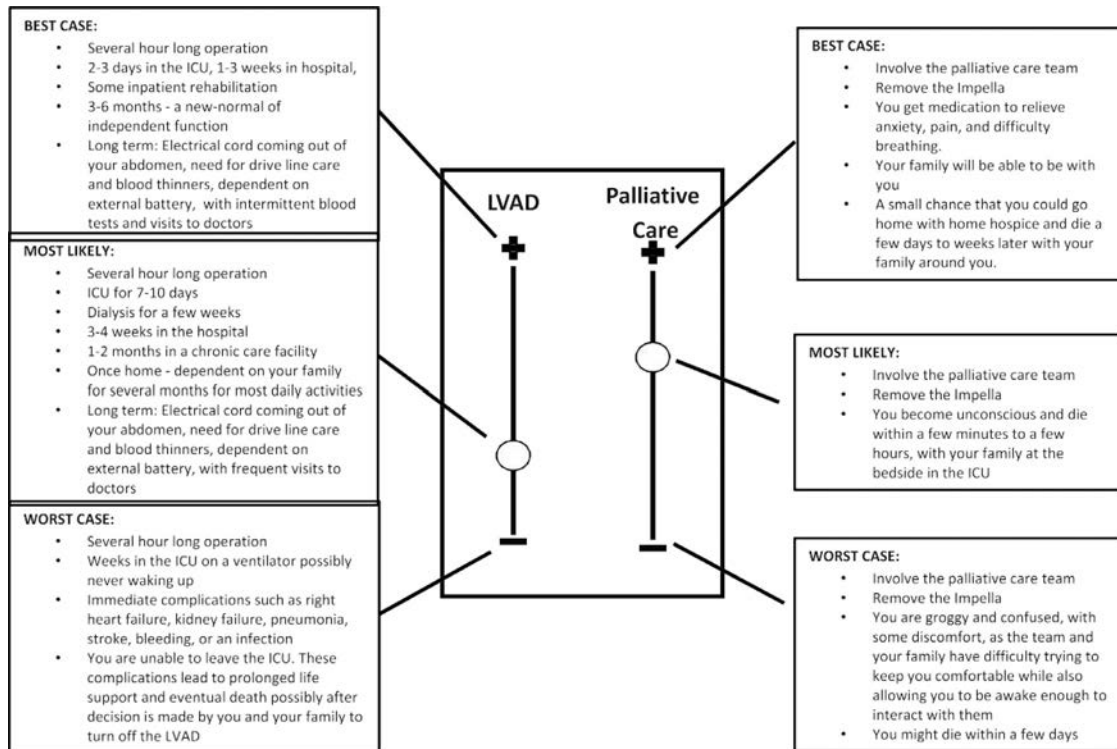 BEST CASE:
• Several hour long operation
• 2-3 days in the ICU, 1-3 weeks in hospital,
• Some inpatient rehabilitation
• 3-6 months - a new-normal of
independent function
• Long term: Electrical cord coming out of
your abdomen, need for drive line care
and blood thinners, dependent on
external battery, with intermittent blood
tests and visits to doctors
MOST LIKELY:
• Several hour long operation
• ICU for 7-10 days
• Dialysis for a few weeks
• 3-4 weeks in the hospital
• 1-2 months in a chronic care facility
• Once home - dependent on your family
for several months for most daily activities
• Long term: Electrical cord coming out of
your abdomen, need for drive line care
and blood thinners, dependent on
external battery, with frequent visits to
doctors
WORST CASE:
• Several hour long operation
• Weeks in the ICU on a ventilator possibly
never waking up
• Immediate complications such as right
heart failure, kidney failure, pneumonia,
stroke, bleeding, or an infection
• You are unable to leave the ICU. These
complications lead to prolonged life
support and eventual death possibly after
decision is made by you and your family to
turn off the LVAD
LVAD
Palliative
Care
BEST CASE:
• Involve the palliative care team
• Remove the Impella
• You get medication to relieve
anxiety, pain, and difficulty
breathing.
• Your family will be able to be with
you
• A small chance that you could go
home with home hospice and die a
few days to weeks later with your
family around you.
MOST LIKELY:
• Involve the palliative care team
• Remove the Impella
• You become unconscious and die
within a few minutes to a few
hours, with your family at the
bedside in the ICU
WORST CASE:
• Involve the palliative care team
• Remove the Impella
• You are groggy and confused, with
some discomfort, as the team and
your family have difficulty trying to
keep you comfortable while also
allowing you to be awake enough to
interact with them
• You might die within a few days